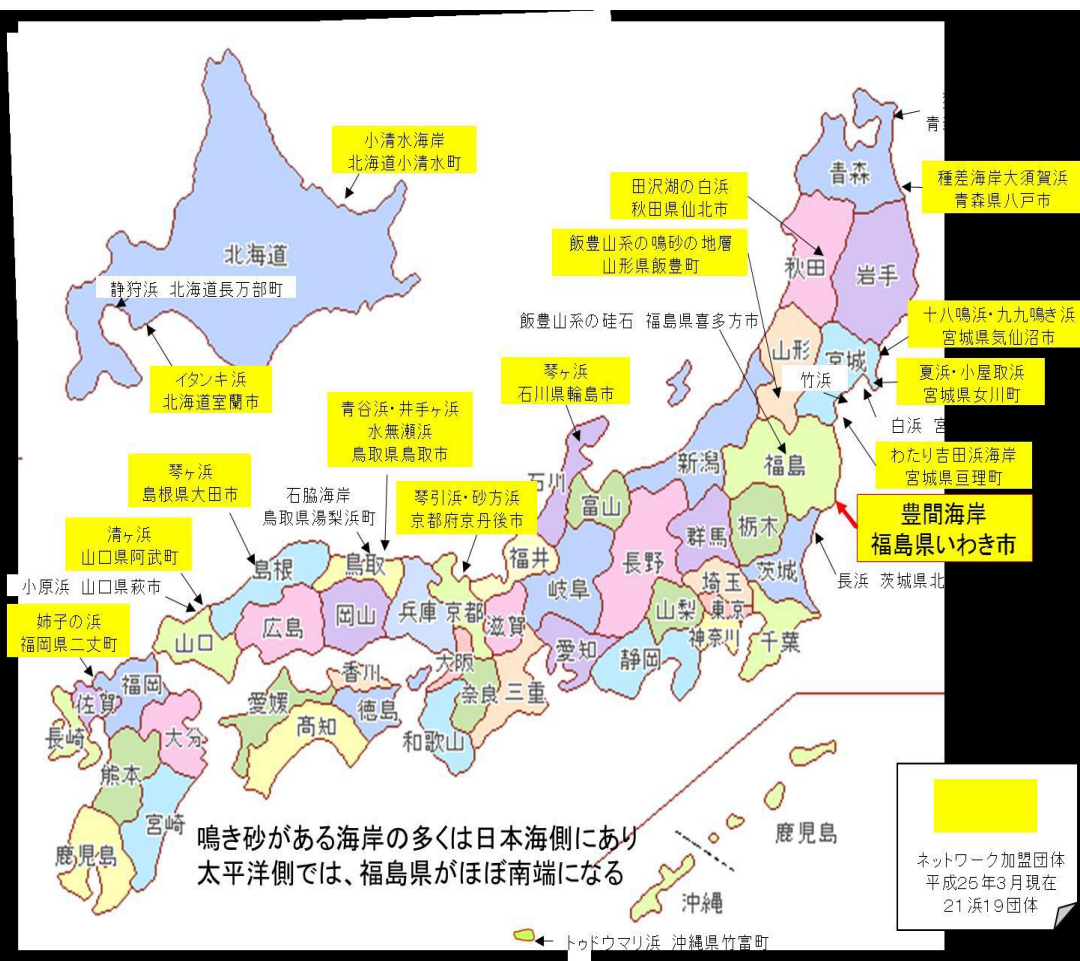 小清水海岸
北海道小清水町
北海道
静狩浜 北海道長万部町
イタンキ浜
北海道室蘭市
青森
種差海岸大須賀浜
青森県八戸市
田沢湖の白浜
秋田県仙北市
飯豊山系の鳴砂の地層
山形県飯豊町
秋田
岩手
飯豊山系の硅石 福島県喜多方市
十八鳴浜・九九鳴き浜
宮城県気仙沼市
山形
宮城
竹浜
夏浜・小屋取浜
宮城県女川町
白浜
わたり吉田浜海岸
宮城県亘理町
琴ヶ浜
石川県輪島市
青谷浜・井手ヶ浜
水無瀬浜
鳥取県鳥取市
琴ヶ浜
島根県大田市
石脇海岸
鳥取県湯梨浜町
琴引浜・砂方浜
京都府京丹後市
石川
富山
新潟
福島
豊間海岸
福島県いわき市
清ヶ浜
山口県阿武町
小原浜 山口県萩市
姉子の浜
福岡県二丈町
島根
鳥取
福井
岐阜
長野
群馬
栃木
茨城
長浜 茨城県北
山口
広島
岡山
兵庫
京都
滋賀
愛知
静岡
山梨
埼玉
東京
神奈川
千葉
福岡
佐賀
長崎
大分
熊本
宮崎
鹿児島
愛媛
香川
高知
徳島
大阪
奈良
三重
和歌山
鳴き砂がある海岸の多くは日本海側にあり
太平洋側では、福島県がほぼ南端になる
鹿児島
沖縄
トゥドウマリ浜 沖縄県竹富町
ネットワーク加盟団体
平成25年3月現在
21浜19団体